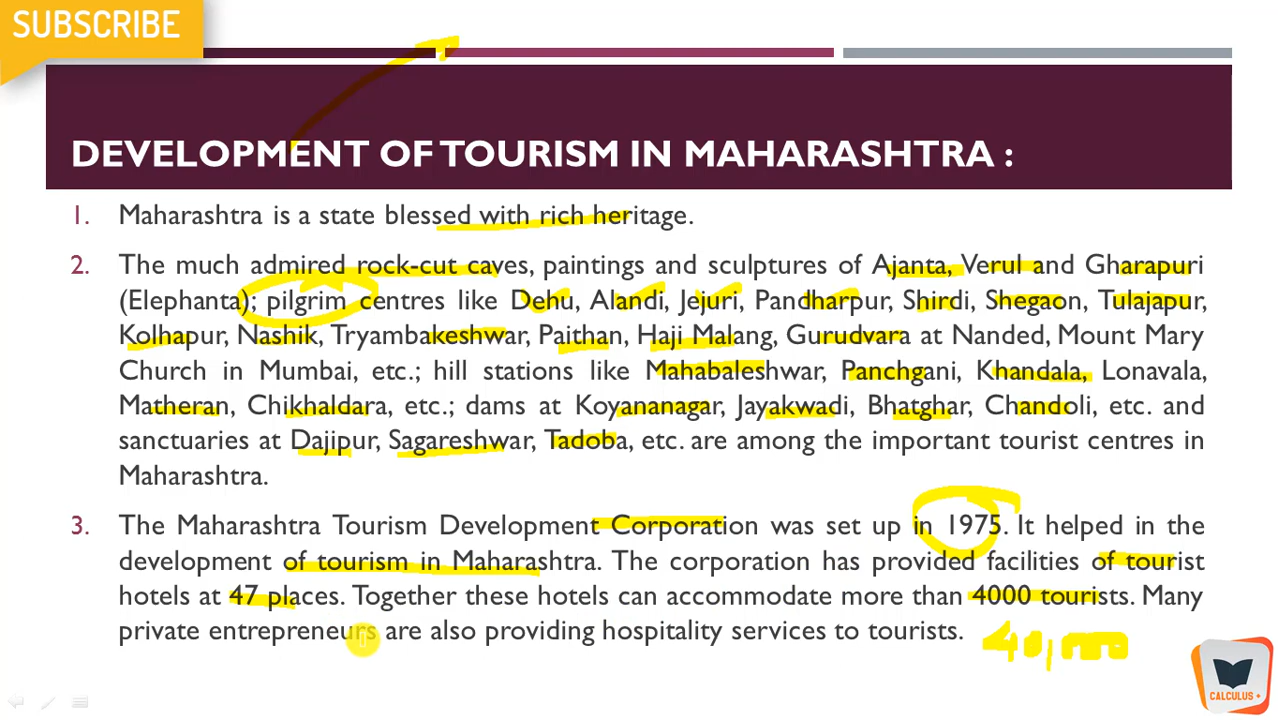 SUBSCRIBE
DEVELOPMENT OF TOURISM IN MAHARASHTRA :
1. Maharashtra is a state blessed with rich heritage.
2. The much admired rock-cut caves, paintings and sculptures of Ajanta, Verul and Gharapuri
(Elephanta); pilgrim centres like Dehu, Alandi, Jejuri, Pandharpur, Shirdi, Shegaon, Tulajapur,
Kolhapur, Nashik, Tryambakeshwar, Paithan, Haji Malang, Gurudvara at Nanded, Mount Mary
Church in Mumbai, etc.; hill stations like Mahabaleshwar, Panchgani, Khandala, Lonavala,
Matheran, Chikhaldara, etc.; dams at Koyananagar, Jayakwadi, Bhatghar, Chandoli, etc. and
sanctuaries at Dajipur, Sagareshwar, Tadoba, etc. are among the important tourist centres in
Maharashtra.
3. The Maharashtra Tourism Development Corporation was set up in 1975. It helped in the
development of tourism in Maharashtra. The corporation has provided facilities of tourist
hotels at 47 places. Together these hotels can accommodate more than 4000 tourists. Many
private entrepreneurs are also providing hospitality services to tourists.
40,000
CALCULUS +